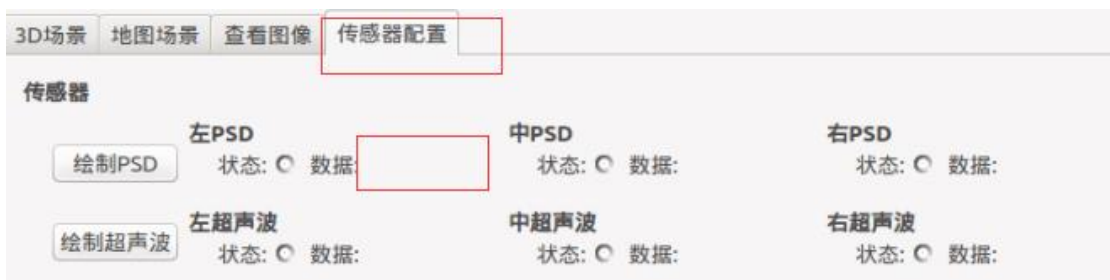 3D场景 地图场景 查看图像 传感器配置
传感器
左PSD 中PSD 右PSD
绘制PSD 状态: 数据: 状态: 数据: 状态: 数据:
左超声波 中超声波 右超声波
绘制超声波 状态: 数据: 状态: 数据: 状态: 数据: